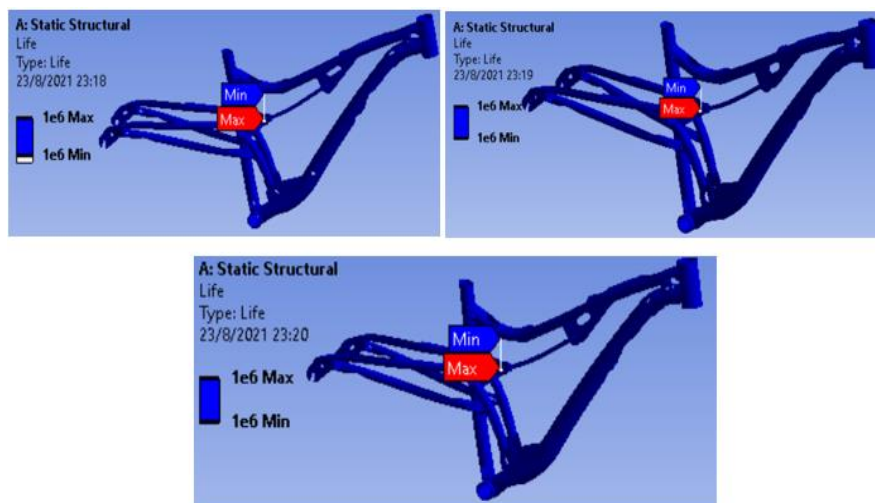 A: Static Structural
Life
Type: Life
23/8/2021 23:18
1e6 Max
1e6 Min
Min
Max
A: Static Structural
Life
Type: Life
23/8/2021 23:19
1e6 Max
1e6 Min
Min
Max
A: Static Structural
Life
Type: Life
23/8/2021 23:20
1e6 Max
1e6 Min
Min
Max